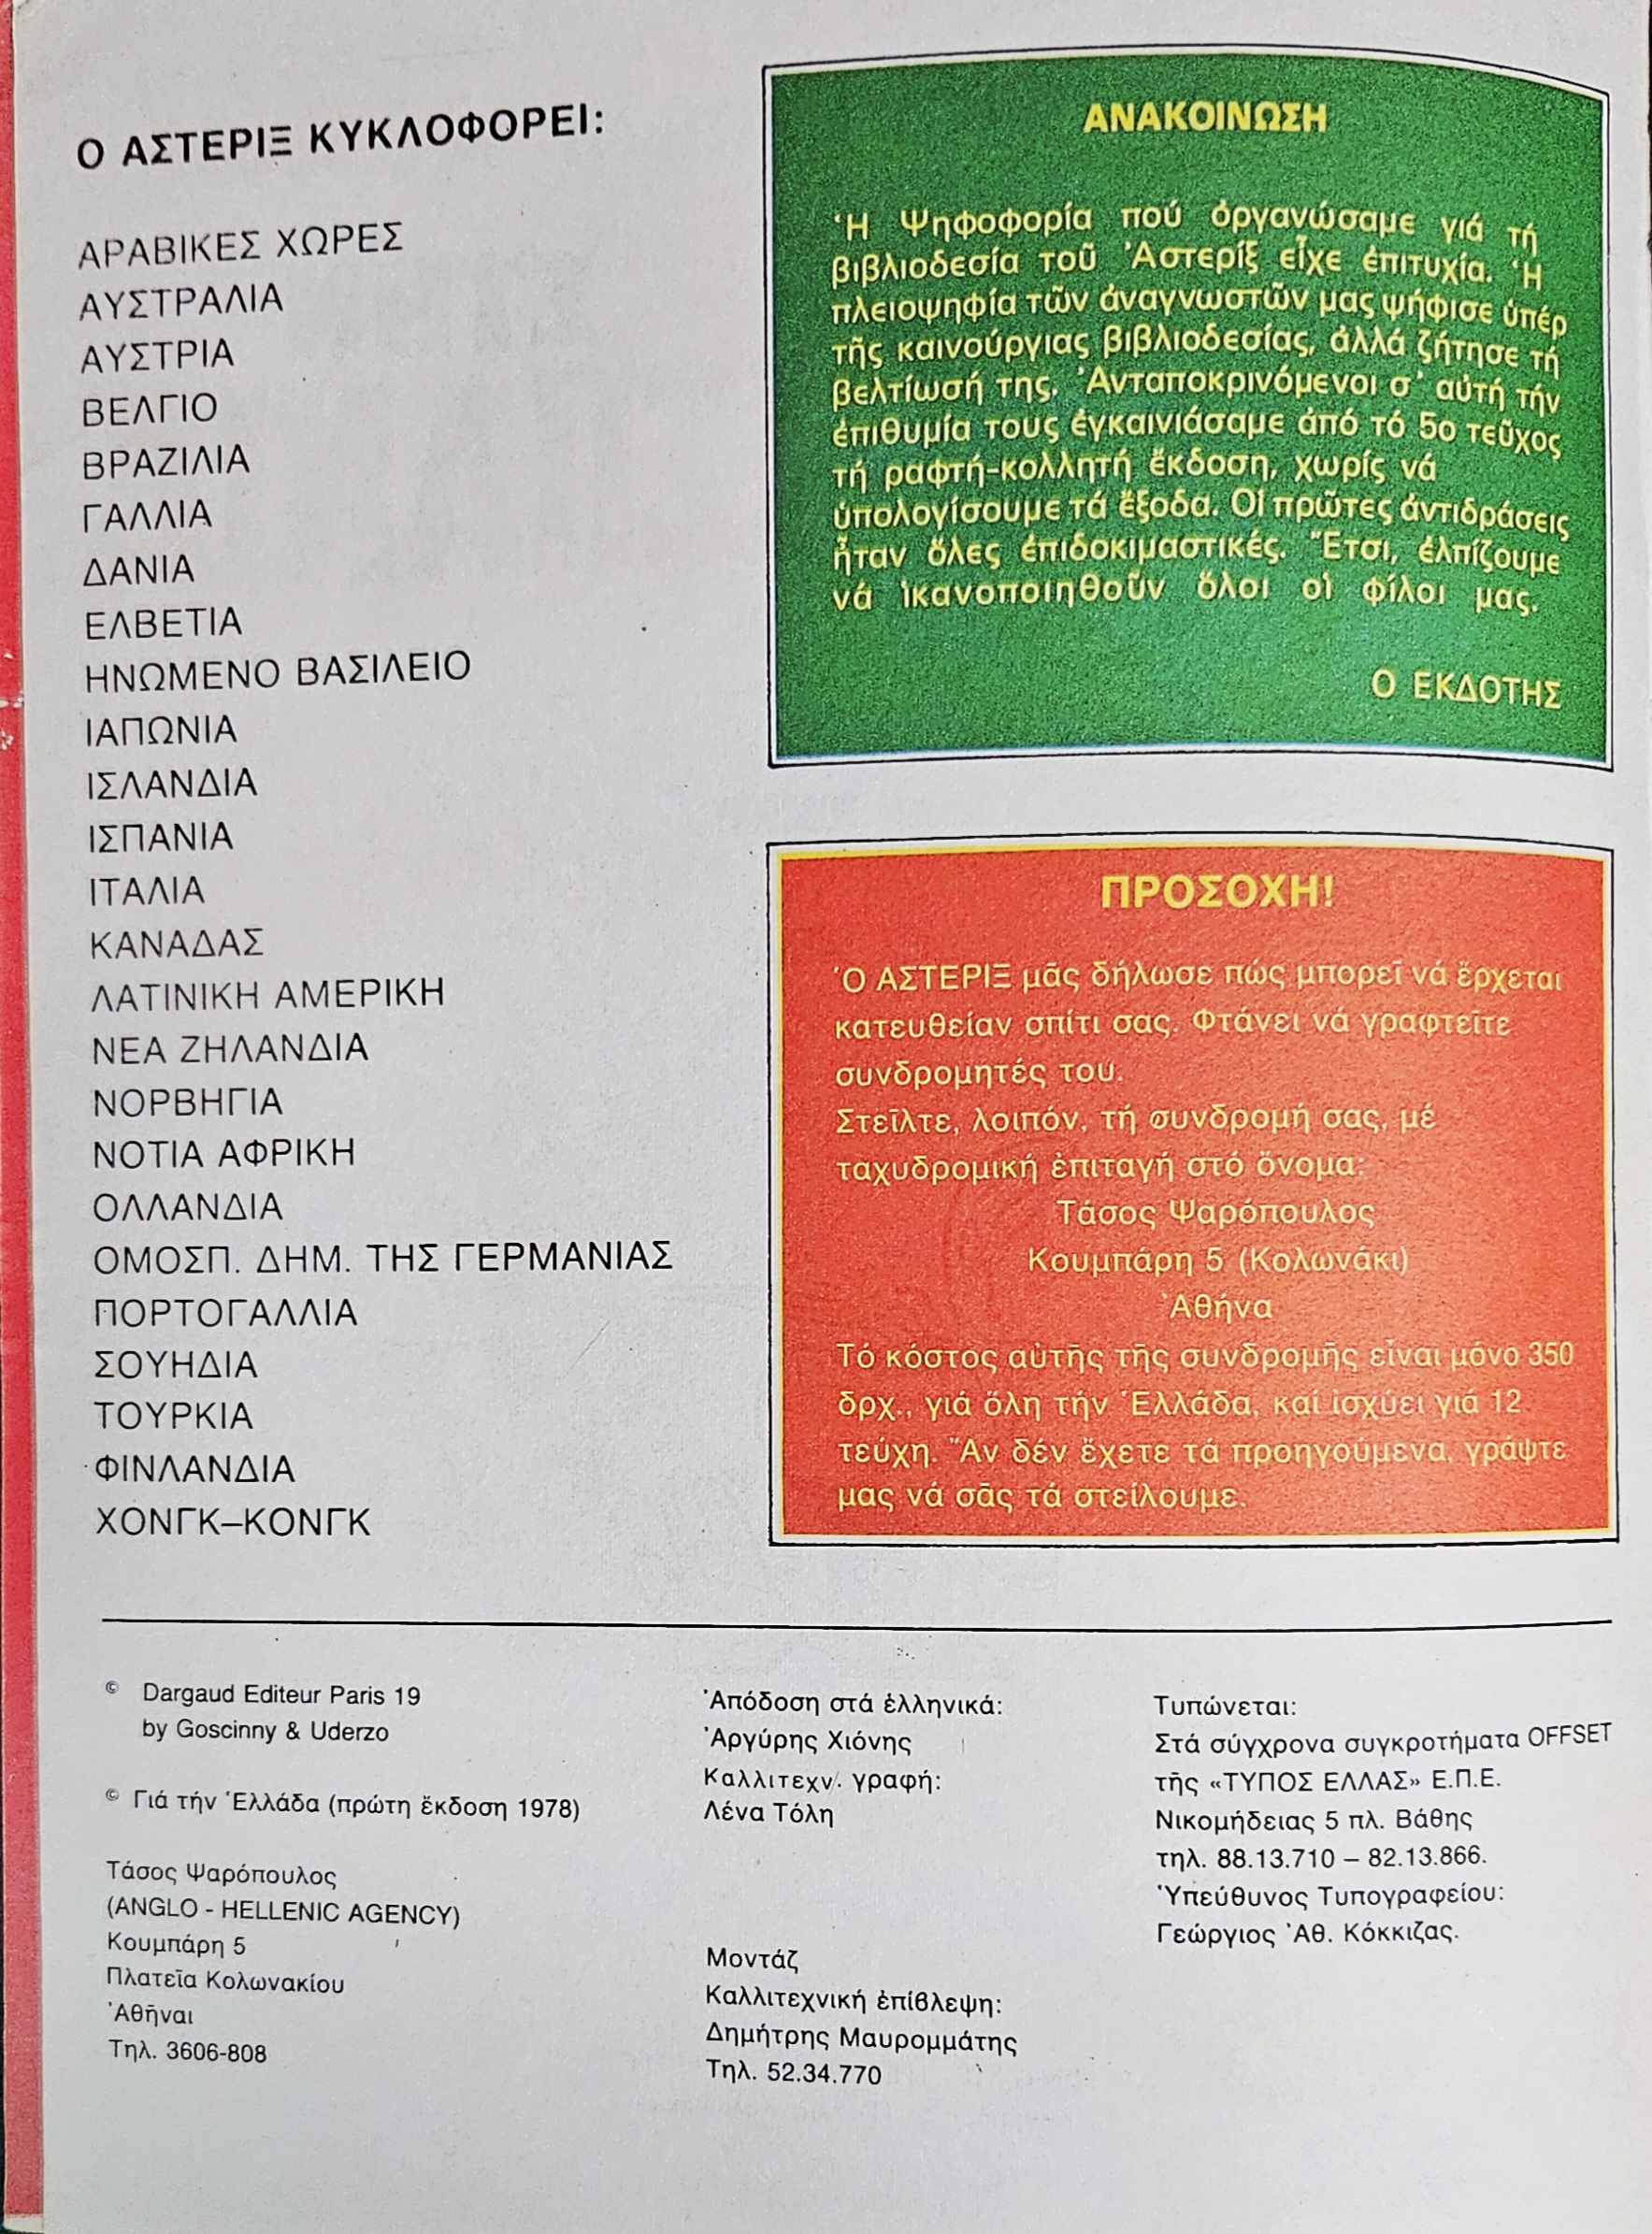 Ο ΑΣΤΕΡΙΞ ΚΥΚΛΟΦΟΡΕΙ:
ΑΡΑΒΙΚΕΣ ΧΩΡΕΣ
ΑΥΣΤΡΑΛΙΑ
ΑΥΣΤΡΙΑ
ΒΕΛΓΙΟ
ΒΡΑΖΙΛΙΑ
ΓΑΛΛΙΑ
ΔΑΝΙΑ
ΕΛΒΕΤΙΑ
ΗΝΩΜΕΝΟ ΒΑΣΙΛΕΙΟ
ΙΑΠΩΝΙΑ
ΙΣΛΑΝΔΙΑ
ΙΣΠΑΝΙΑ
ΙΤΑΛΙΑ
ΚΑΝΑΔΑΣ
ΛΑΤΙΝΙΚΗ ΑΜΕΡΙΚΗ
ΝΕΑ ΖΗΛΑΝΔΙΑ
ΝΟΡΒΗΓΙΑ
ΝΟΤΙΑ ΑΦΡΙΚΗ
ΟΛΛΑΝΔΙΑ
ΟΜΟΣΠ. ΔΗΜ. ΤΗΣ ΓΕΡΜΑΝΙΑΣ
ΠΟΡΤΟΓΑΛΛΙΑ
ΣΟΥΗΔΙΑ
ΤΟΥΡΚΙΑ
ΦΙΝΛΑΝΔΙΑ
ΧΟΝΓΚ–ΚΟΝΓΚ
ΑΝΑΚΟΙΝΩΣΗ
Ἡ Ψηφοφορία πού ὀργανώσαμε γιά τή
βιβλιοδεσία τοῦ Ἀστερίξ εἶχε ἐπιτυχία. Ἡ
πλειοψηφία τῶν ἀναγνωστῶν μας ψήφισε ὑπέρ
τῆς καινούργιας βιβλιοδεσίας, ἀλλά ζήτησε τή
βελτίωσή της. Ἀνταποκρινόμενοι σ' αὐτή τήν
ἐπιθυμία τους ἐγκαινιάσαμε ἀπό τό 5ο τεῦχος
τή ραφτή-κολλητή ἔκδοση, χωρίς νά
ὑπολογίσουμε τά ἔξοδα. Οἱ πρῶτες ἀντιδράσεις
ἦταν ὅλες ἐπιδοκιμαστικές. Ἔτσι, ἐλπίζουμε
νά ἱκανοποιηθοῦν ὅλοι οἱ φίλοι μας.
Ο ΕΚΔΟΤΗΣ
ΠΡΟΣΟΧΗ!
Ὁ ΑΣΤΕΡΙΞ μᾶς δήλωσε πώς μπορεῖ νά ἔρχεται
κατευθείαν σπίτι σας. Φτάνει νά γραφτεῖτε
συνδρομητές του.
Στεῖλτε, λοιπόν, τή συνδρομή σας, μέ
ταχυδρομική ἐπιταγή στό ὄνομα:
Τάσος Ψαρόπουλος
Κουμπάρη 5 (Κολωνάκι)
Ἀθήνα
Τό κόστος αὐτῆς τῆς συνδρομῆς εἶναι μόνο 350
δρχ., γιά ὅλη τήν Ἑλλάδα, καί ἰσχύει γιά 12
τεύχη. Ἄν δέν ἔχετε τά προηγούμενα, γράψτε
μας νά σᾶς τά στείλουμε.
© Dargaud Editeur Paris 19
by Goscinny & Uderzo
© Γιά τήν Ἑλλάδα (πρώτη ἔκδοση 1978)
Τάσος Ψαρόπουλος
(ANGLO - HELLENIC AGENCY)
Κουμπάρη 5
Πλατεῖα Κολωνακίου
Ἀθῆναι
Τηλ. 3606-808
Ἀπόδοση στά ἑλληνικά:
Ἀργύρης Χιόνης
Καλλιτεχν. γραφή:
Λένα Τόλη
Μοντάζ
Καλλιτεχνική ἐπίβλεψη:
Δημήτρης Μαυρομμάτης
Τηλ. 52.34.770
Τυπώνεται:
Στά σύγχρονα συγκροτήματα OFFSET
τῆς «ΤΥΠΟΣ ΕΛΛΑΣ» Ε.Π.Ε.
Νικομήδειας 5 πλ. Βάθης
τηλ. 88.13.710 – 82.13.866.
Ὑπεύθυνος Τυπογραφείου:
Γεώργιος Ἀθ. Κόκκιζας.